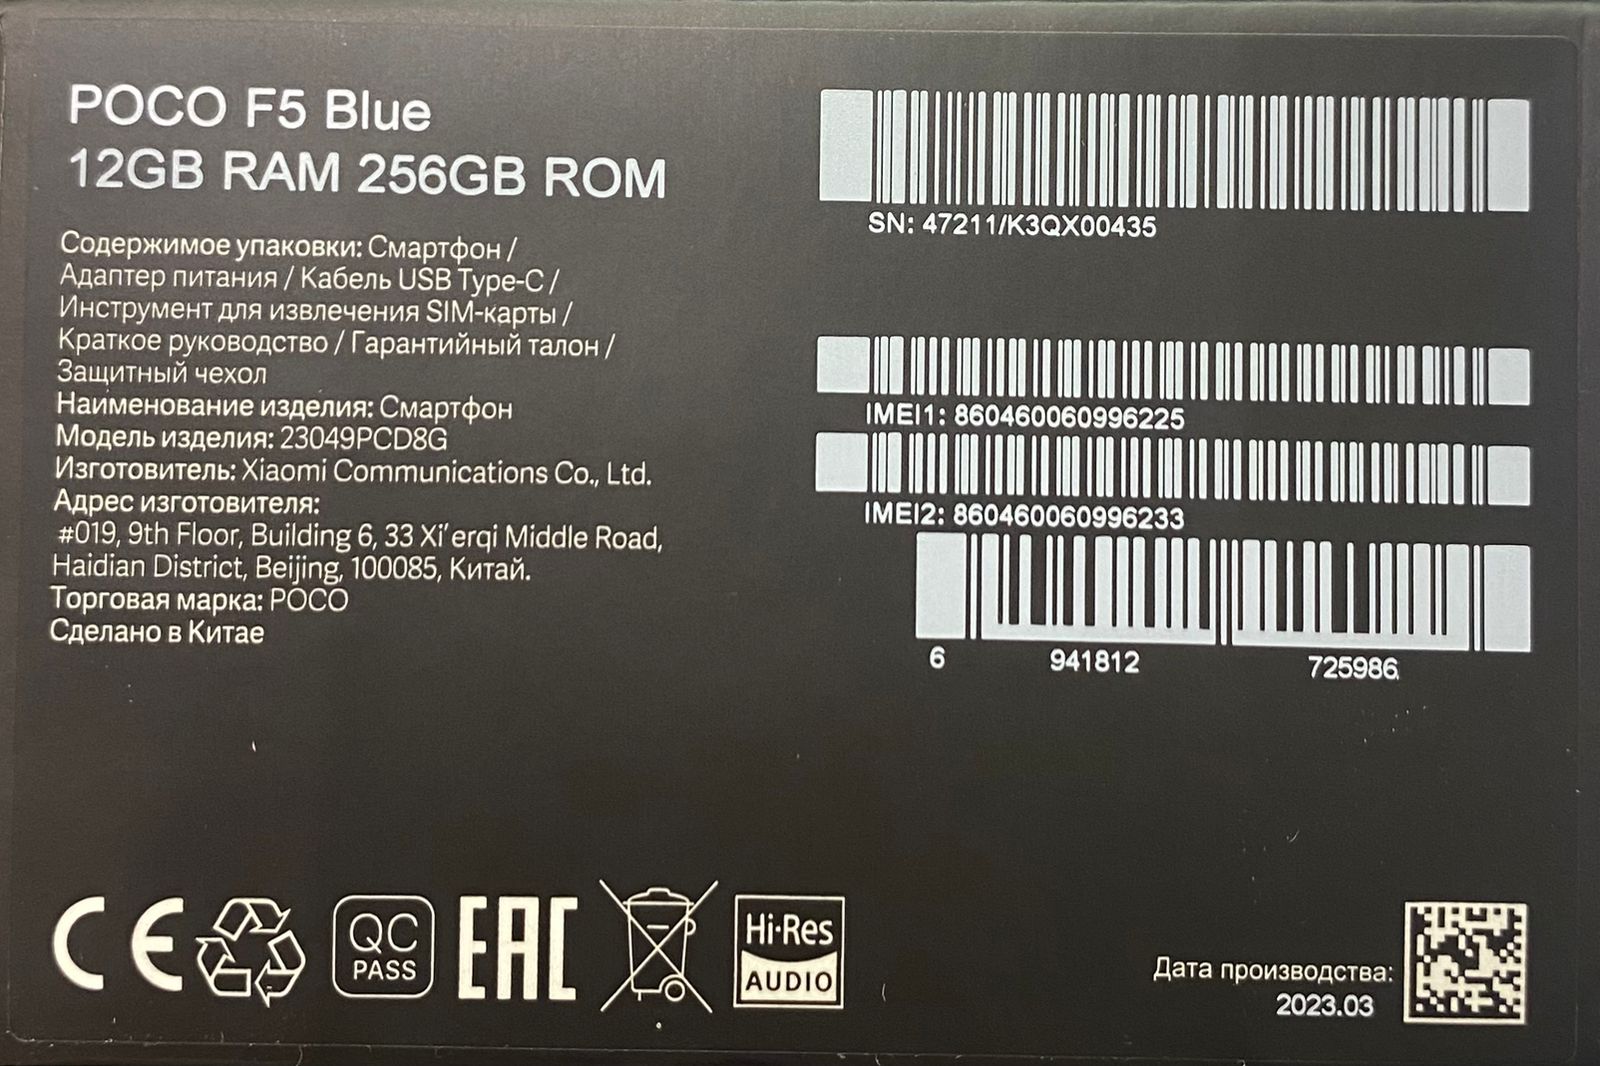 POCO F5 Blue
12GB RAM 256GB ROM
Содержимое упаковки: Смартфон /
Адаптер питания / Кабель USB Type-C /
Инструмент для извлечения SIM-карты /
Краткое руководство / Гарантийный талон /
Защитный чехол
Наименование изделия: Смартфон
Модель изделия: 23049PCD8G
Изготовитель: Xiaomi Communications Co., Ltd.
Адрес изготовителя:
#019, 9th Floor, Building 6, 33 Xi'erqi Middle Road,
Haidian District, Beijing, 100085, Китай.
Торговая марка: POCO
Сделано в Китае
SN: 47211/K3QX00435
IMEI1: 860460060996225
IMEI2: 860460060996233
6 941812 725986
CE
QC
PASS
EAC
Hi-Res
AUDIO
Дата производства:
2023.03